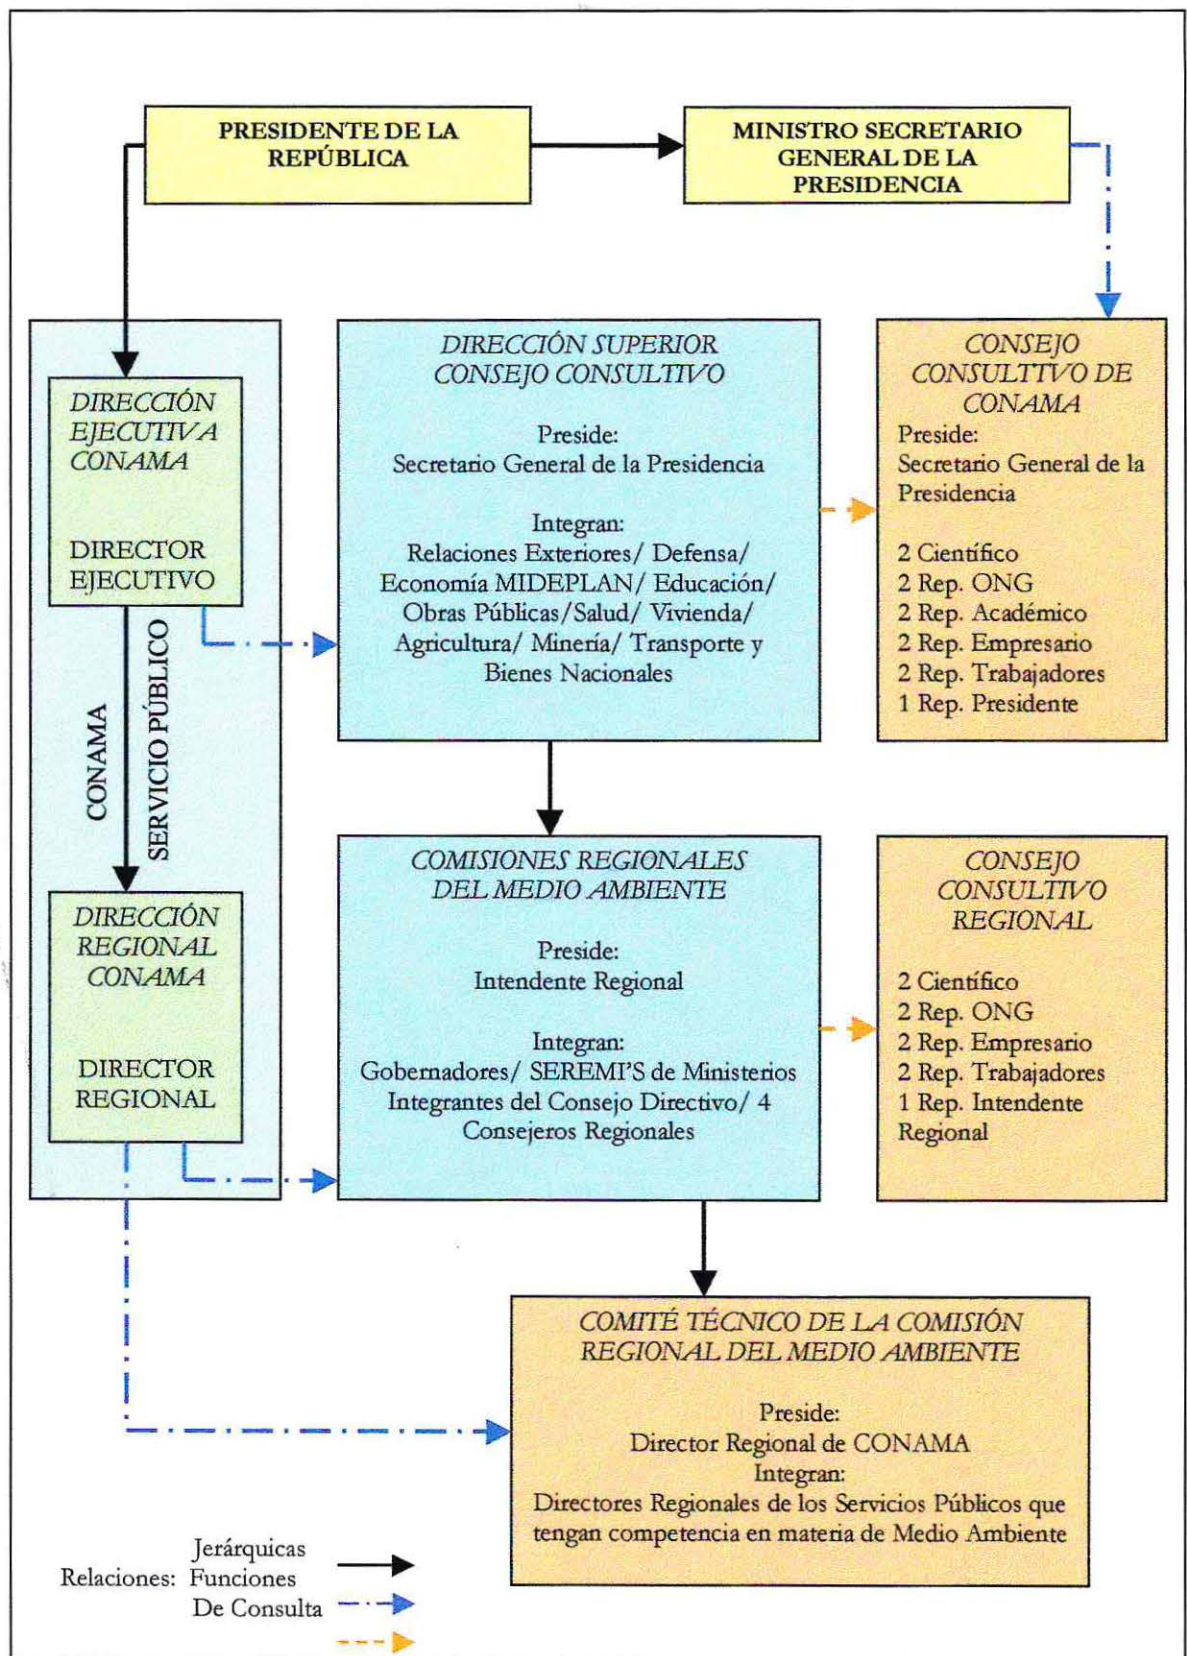 PRESIDENTE DE LA
REPÚBLICA
MINISTRO SECRETARIO
GENERAL DE LA
PRESIDENCIA
DIRECCIÓN
EJECUTIVA
CONAMA
DIRECTOR
EJECUTIVO
DIRECCIÓN SUPERIOR
CONSEJO CONSULTIVO
Preside:
Secretario General de la Presidencia
Integran:
Relaciones Exteriores/ Defensa/
Economía MIDEPLAN/ Educación/
Obras Públicas/Salud/ Vivienda/
Agricultura/ Minería/ Transporte y
Bienes Nacionales
CONSEJO
CONSULTIVO DE
CONAMA
Preside:
Secretario General de la
Presidencia
2 Científico
2 Rep. ONG
2 Rep. Académico
2 Rep. Empresario
2 Rep. Trabajadores
1 Rep. Presidente
CONAMA
SERVICIO PÚBLICO
DIRECCIÓN
REGIONAL
CONAMA
DIRECTOR
REGIONAL
COMISIONES REGIONALES
DEL MEDIO AMBIENTE
Preside:
Intendente Regional
Integran:
Gobernadores/ SEREMI'S de Ministerios
Integrantes del Consejo Directivo/ 4
Consejeros Regionales
CONSEJO
CONSULTIVO
REGIONAL
2 Científico
2 Rep. ONG
2 Rep. Empresario
2 Rep. Trabajadores
1 Rep. Intendente
Regional
COMITÉ TÉCNICO DE LA COMISIÓN
REGIONAL DEL MEDIO AMBIENTE
Preside:
Director Regional de CONAMA
Integran:
Directores Regionales de los Servicios Públicos que
tengan competencia en materia de Medio Ambiente
Jerárquicas
Relaciones: Funciones
De Consulta